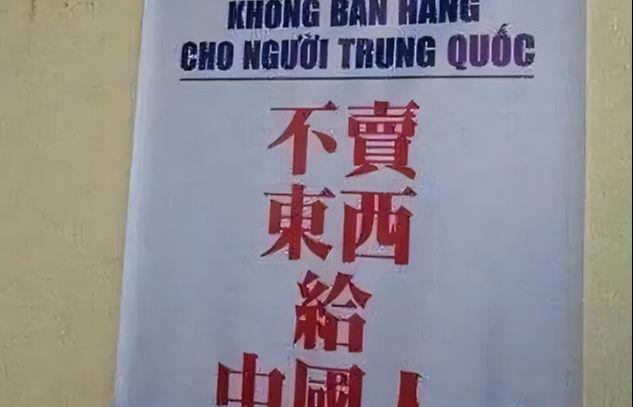 KHÔNG BÁN HÀNG
CHO NGƯỜI TRUNG QUỐC
不賣
東西
給
中國人